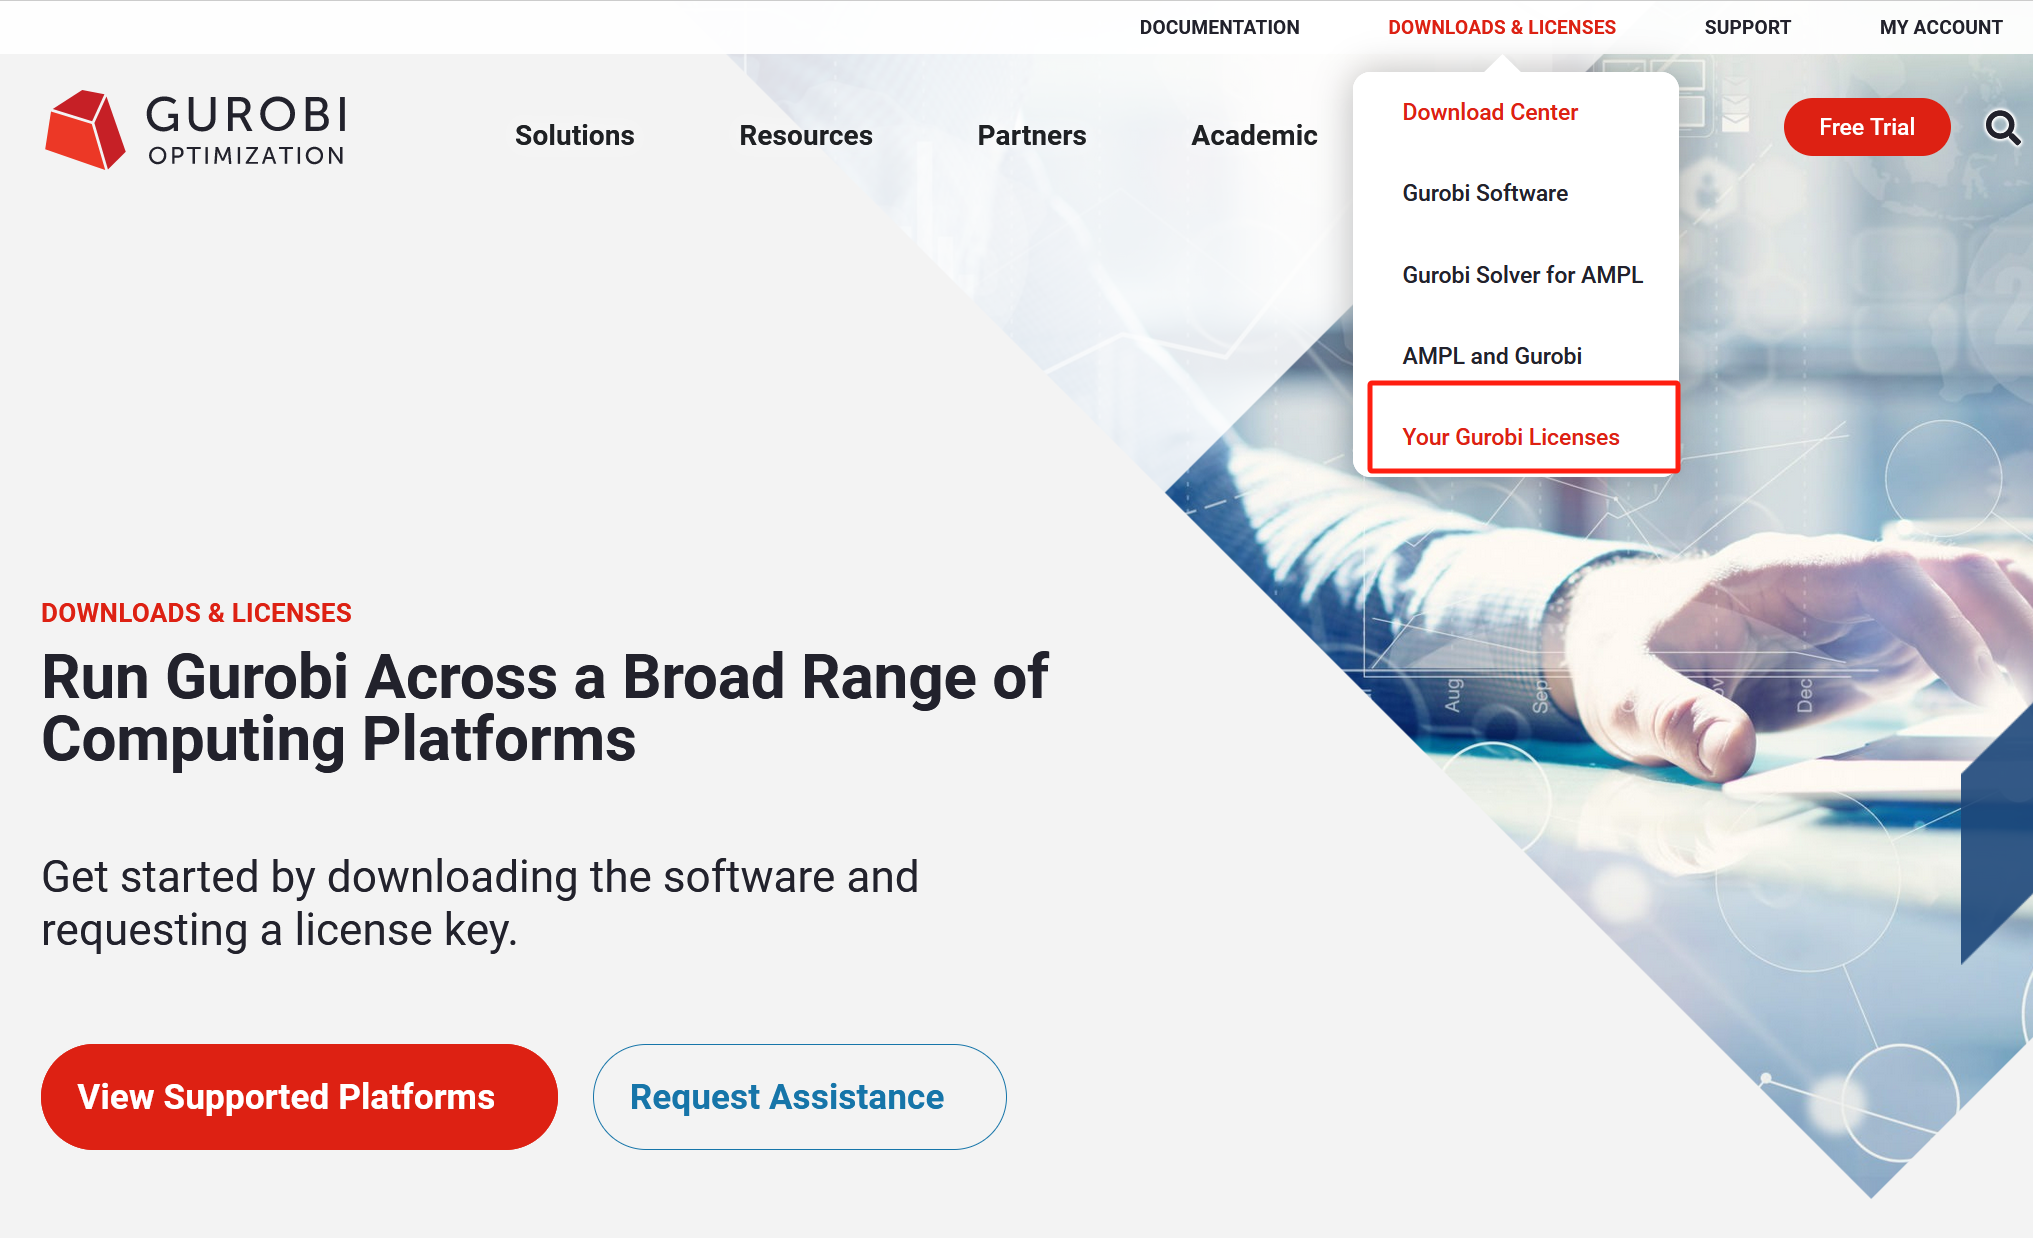 DOCUMENTATION
DOWNLOADS & LICENSES
SUPPORT
MY ACCOUNT
GUROBI
OPTIMIZATION
Solutions
Resources
Partners
Academic
Download Center
Gurobi Software
Gurobi Solver for AMPL
AMPL and Gurobi
Your Gurobi Licenses
Free Trial
DOWNLOADS & LICENSES
Run Gurobi Across a Broad Range of
Computing Platforms
Get started by downloading the software and
requesting a license key.
View Supported Platforms
Request Assistance
Aug
Sep
Dec